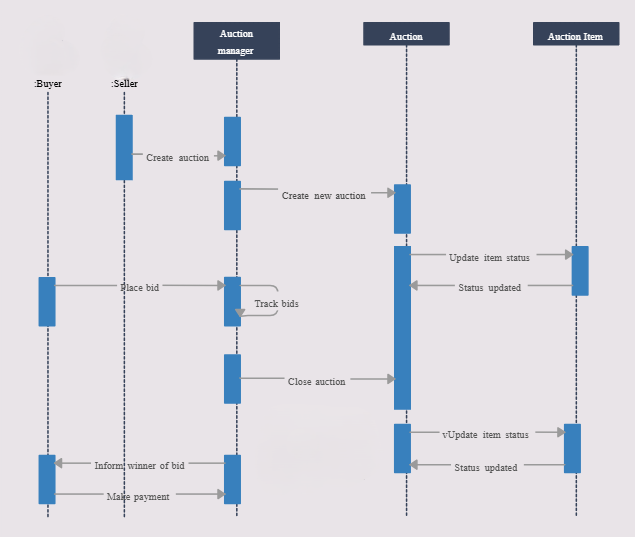 Auction
manager
Auction
Auction Item
:Buyer
:Seller
Create auction
Create new auction
Update item status
Place bid
Status updated
Track bids
Close auction
vUpdate item status
Inform winner of bid
Status updated
Make payment